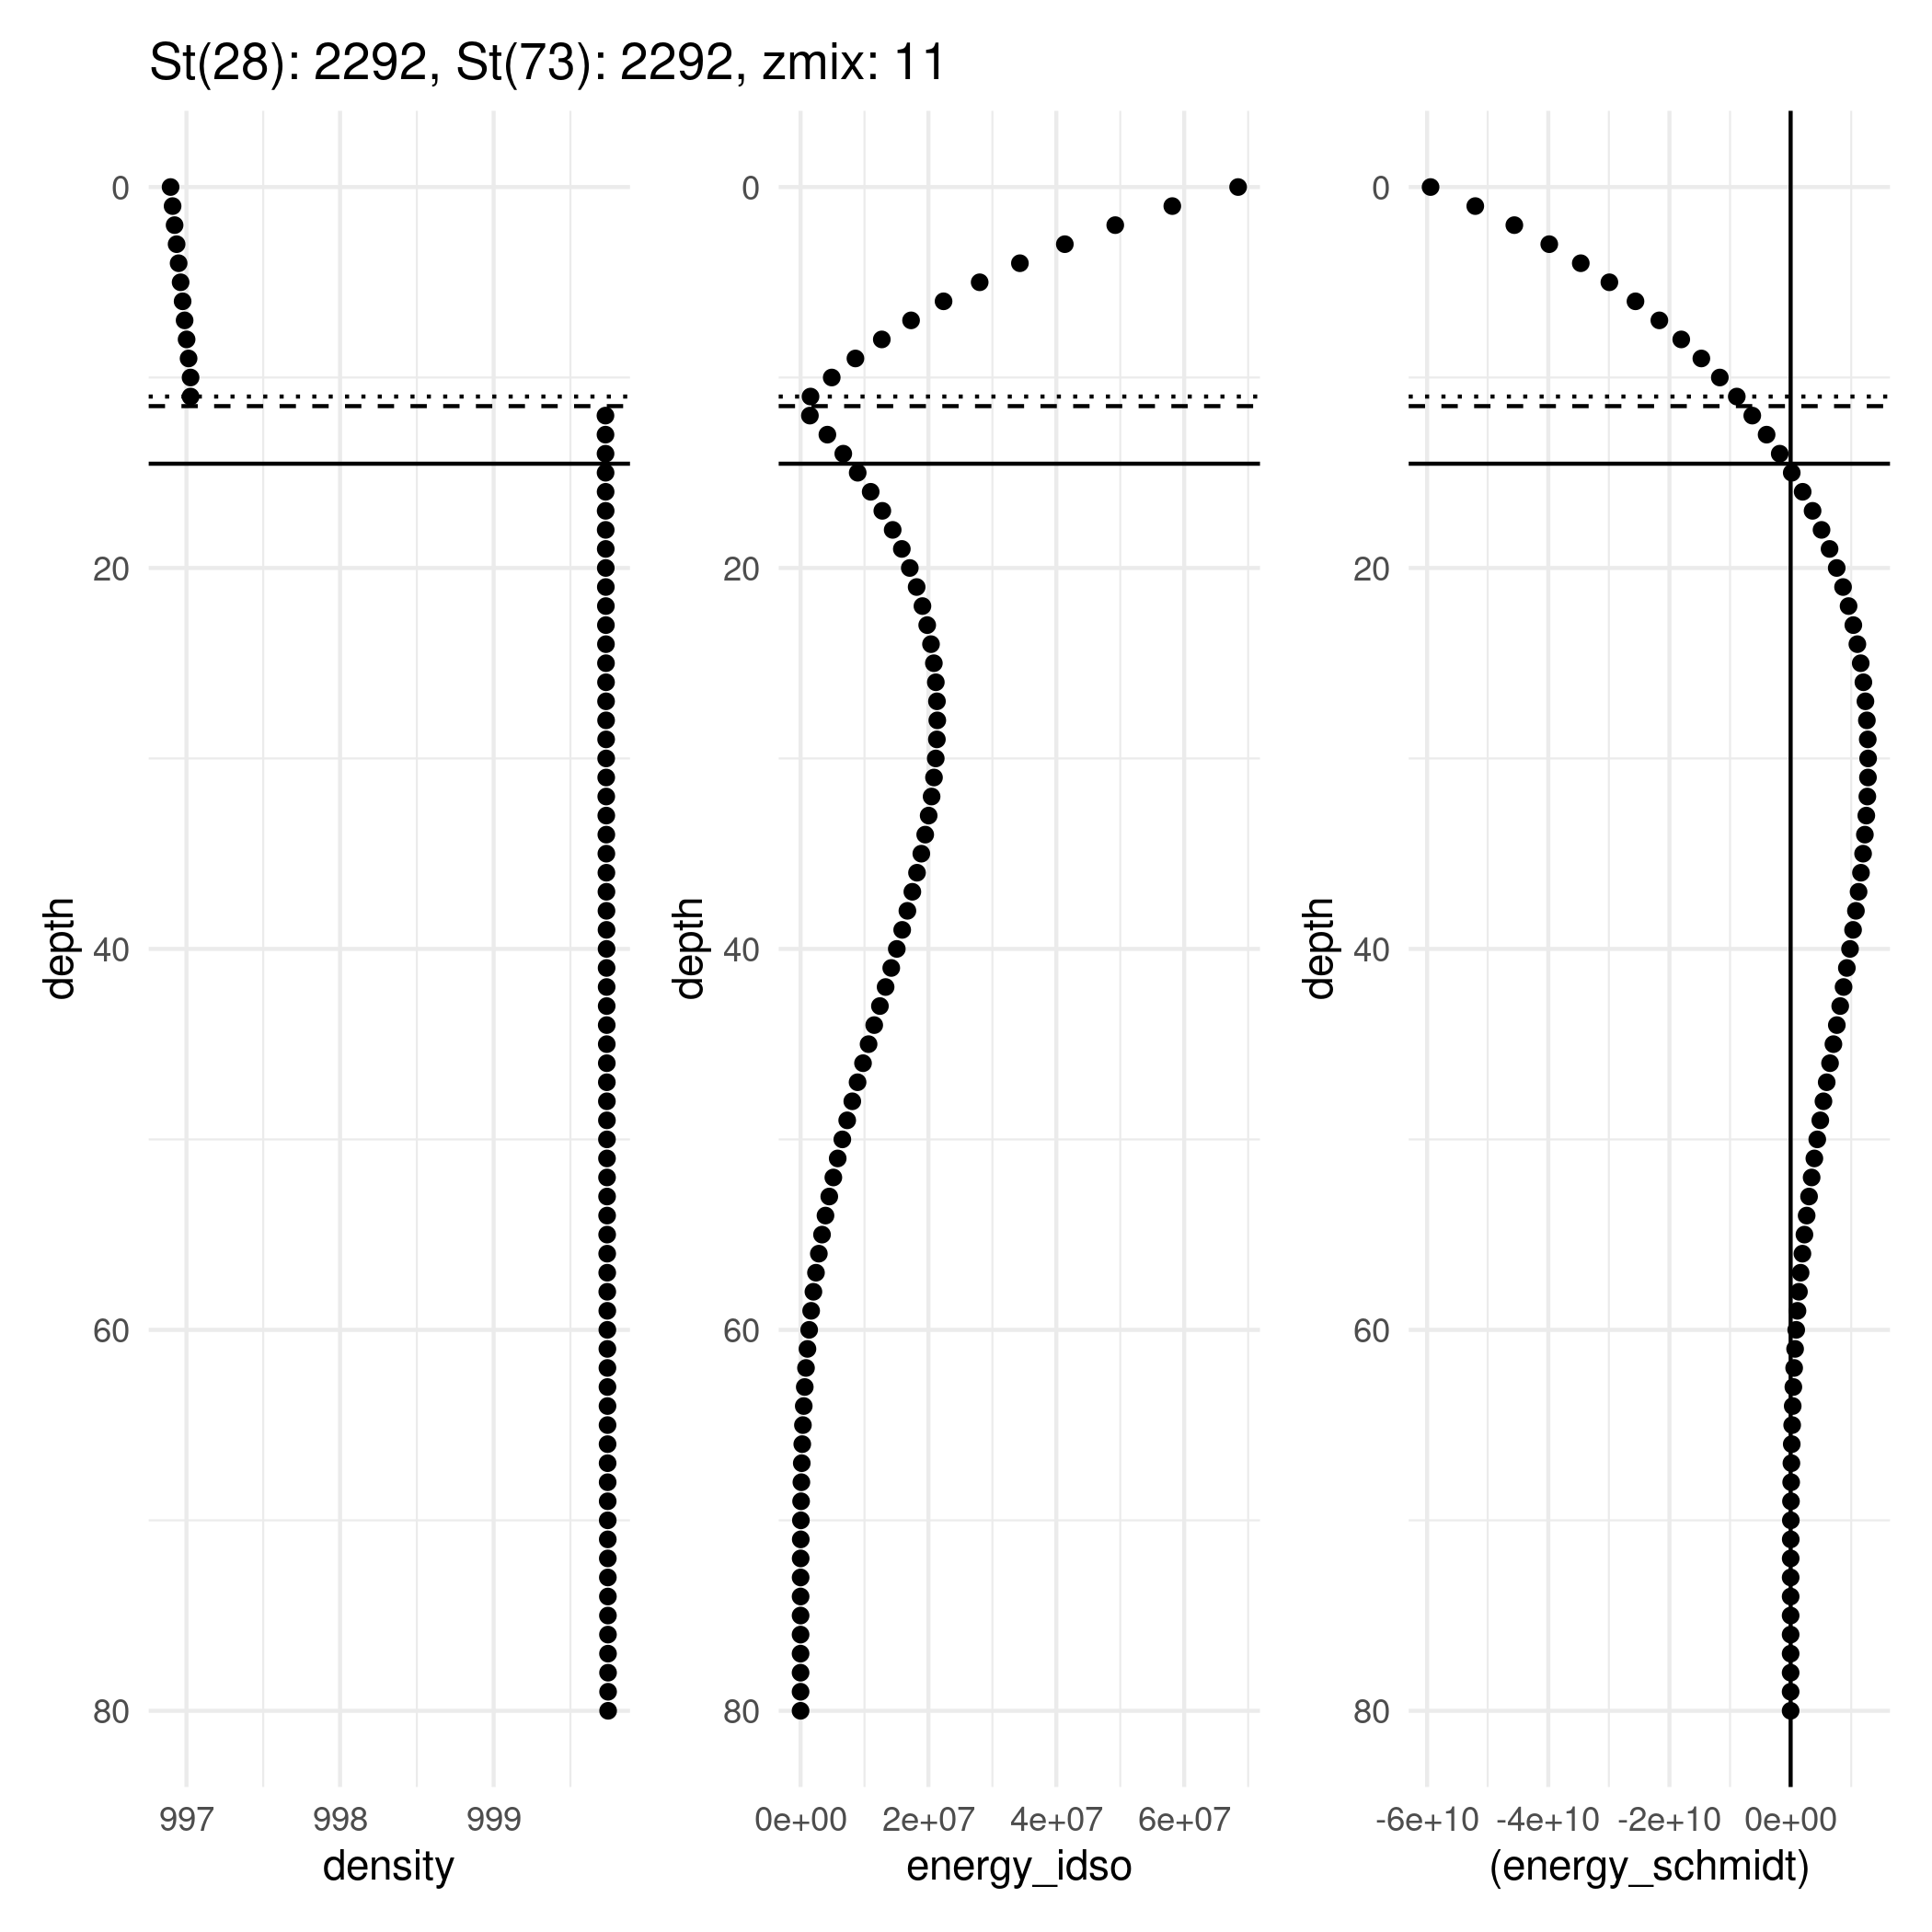 St(28): 2292, St(73): 2292, zmix: 11
0
20
40
60
80
depth
997 998 999
density
0
20
40
60
80
depth
0e+00 2e+07 4e+07 6e+07
energy_idso
0
20
40
60
80
depth
-6e+10 -4e+10 -2e+10 0e+00
(energy_schmidt)